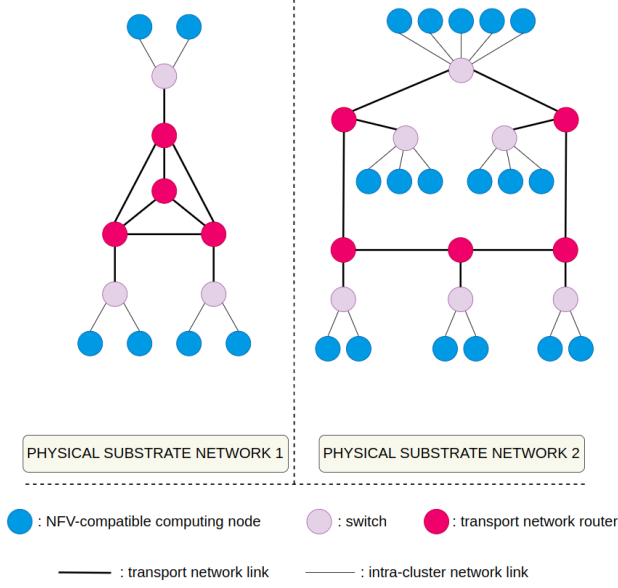 PHYSICAL SUBSTRATE NETWORK 1
PHYSICAL SUBSTRATE NETWORK 2
: NFV-compatible computing node
: switch
: transport network router
: transport network link
: intra-cluster network link